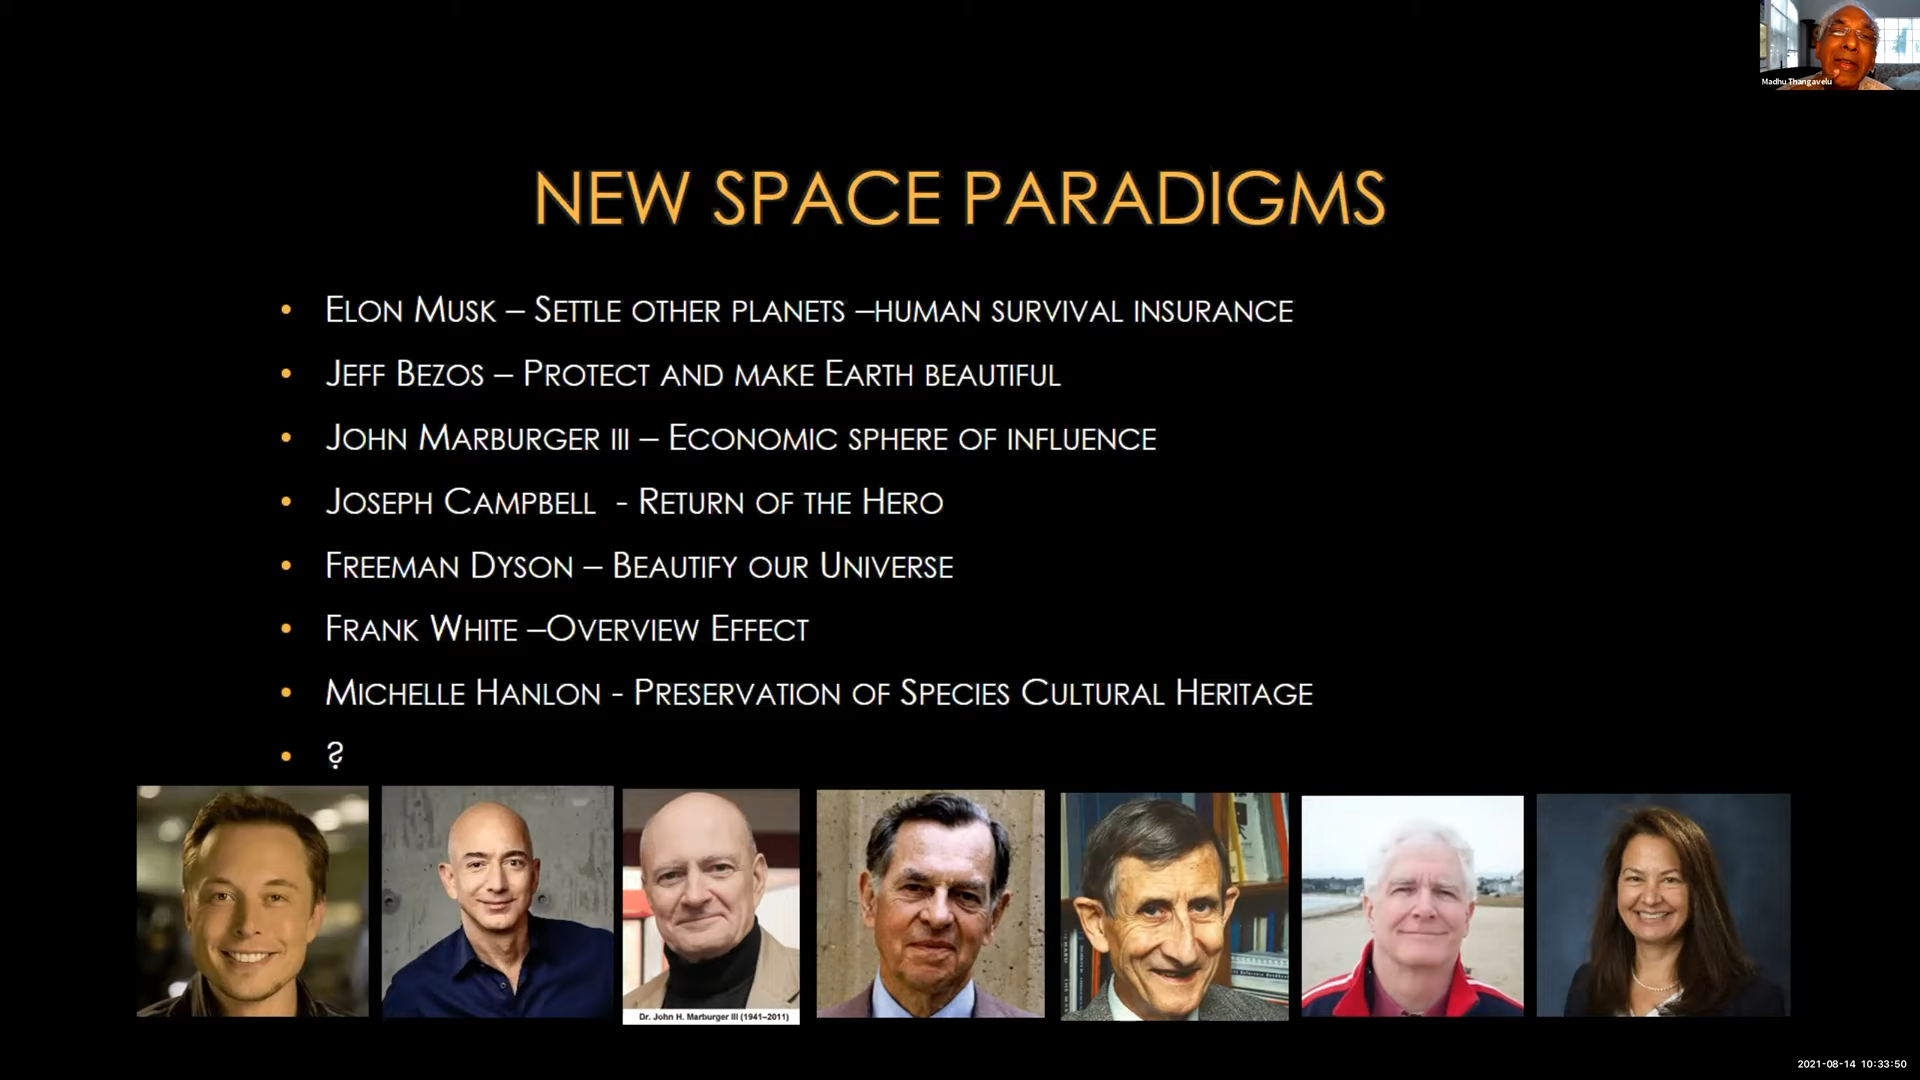 Madhu Thangavelu
NEW SPACE PARADIGMS
• ELON MUSK – SETTLE OTHER PLANETS –HUMAN SURVIVAL INSURANCE
• JEFF BEZOS – PROTECT AND MAKE EARTH BEAUTIFUL
• JOHN MARBURGER III – ECONOMIC SPHERE OF INFLUENCE
• JOSEPH CAMPBELL - RETURN OF THE HERO
• FREEMAN DYSON – BEAUTIFY OUR UNIVERSE
• FRANK WHITE –OVERVIEW EFFECT
• MICHELLE HANLON - PRESERVATION OF SPECIES CULTURAL HERITAGE
• ?
Dr. John H. Marburger III (1941–2011)
2021-08-14 10:33:50